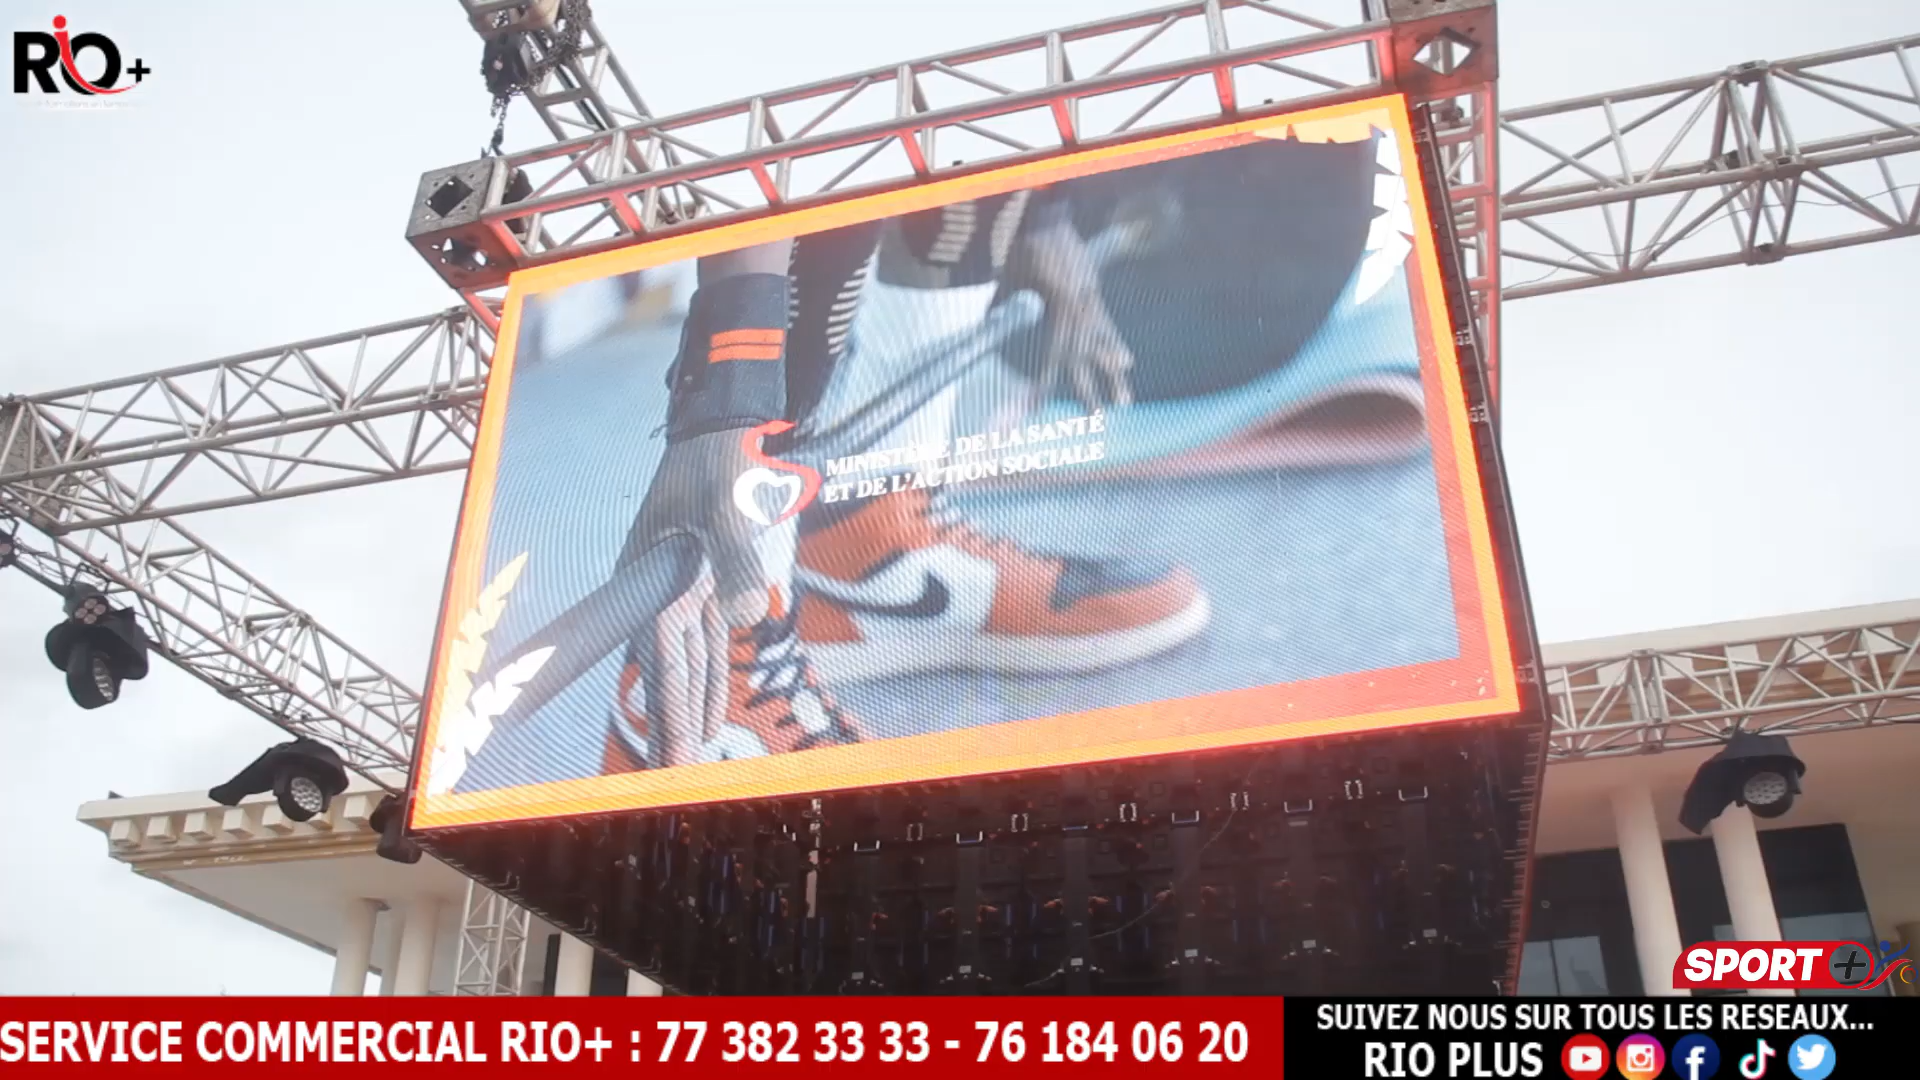 RIO+
MINISTÈRE DE LA SANTÉ
ET DE L'ACTION SOCIALE
SPORT +
SERVICE COMMERCIAL RIO+ : 77 382 33 33 - 76 184 06 20
SUIVEZ NOUS SUR TOUS LES RESEAUX...
RIO PLUS